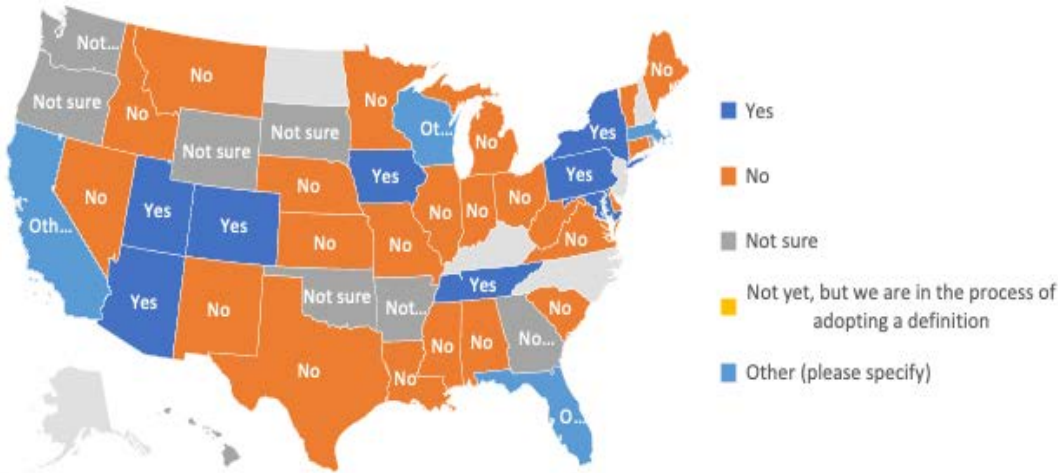 Not...
No
No
No
Not sure
No
Not sure
Not sure
Ot...
No
Yes
No
Yes
Yes
No
Yes
Oth...
Yes
Yes
No
No
No
No
No
No
No
Yes
No
Not sure
Not...
Yes
No
No
No
No
No...
No
No
O...
Yes
No
Not sure
Not yet, but we are in the process of
adopting a definition
Other (please specify)